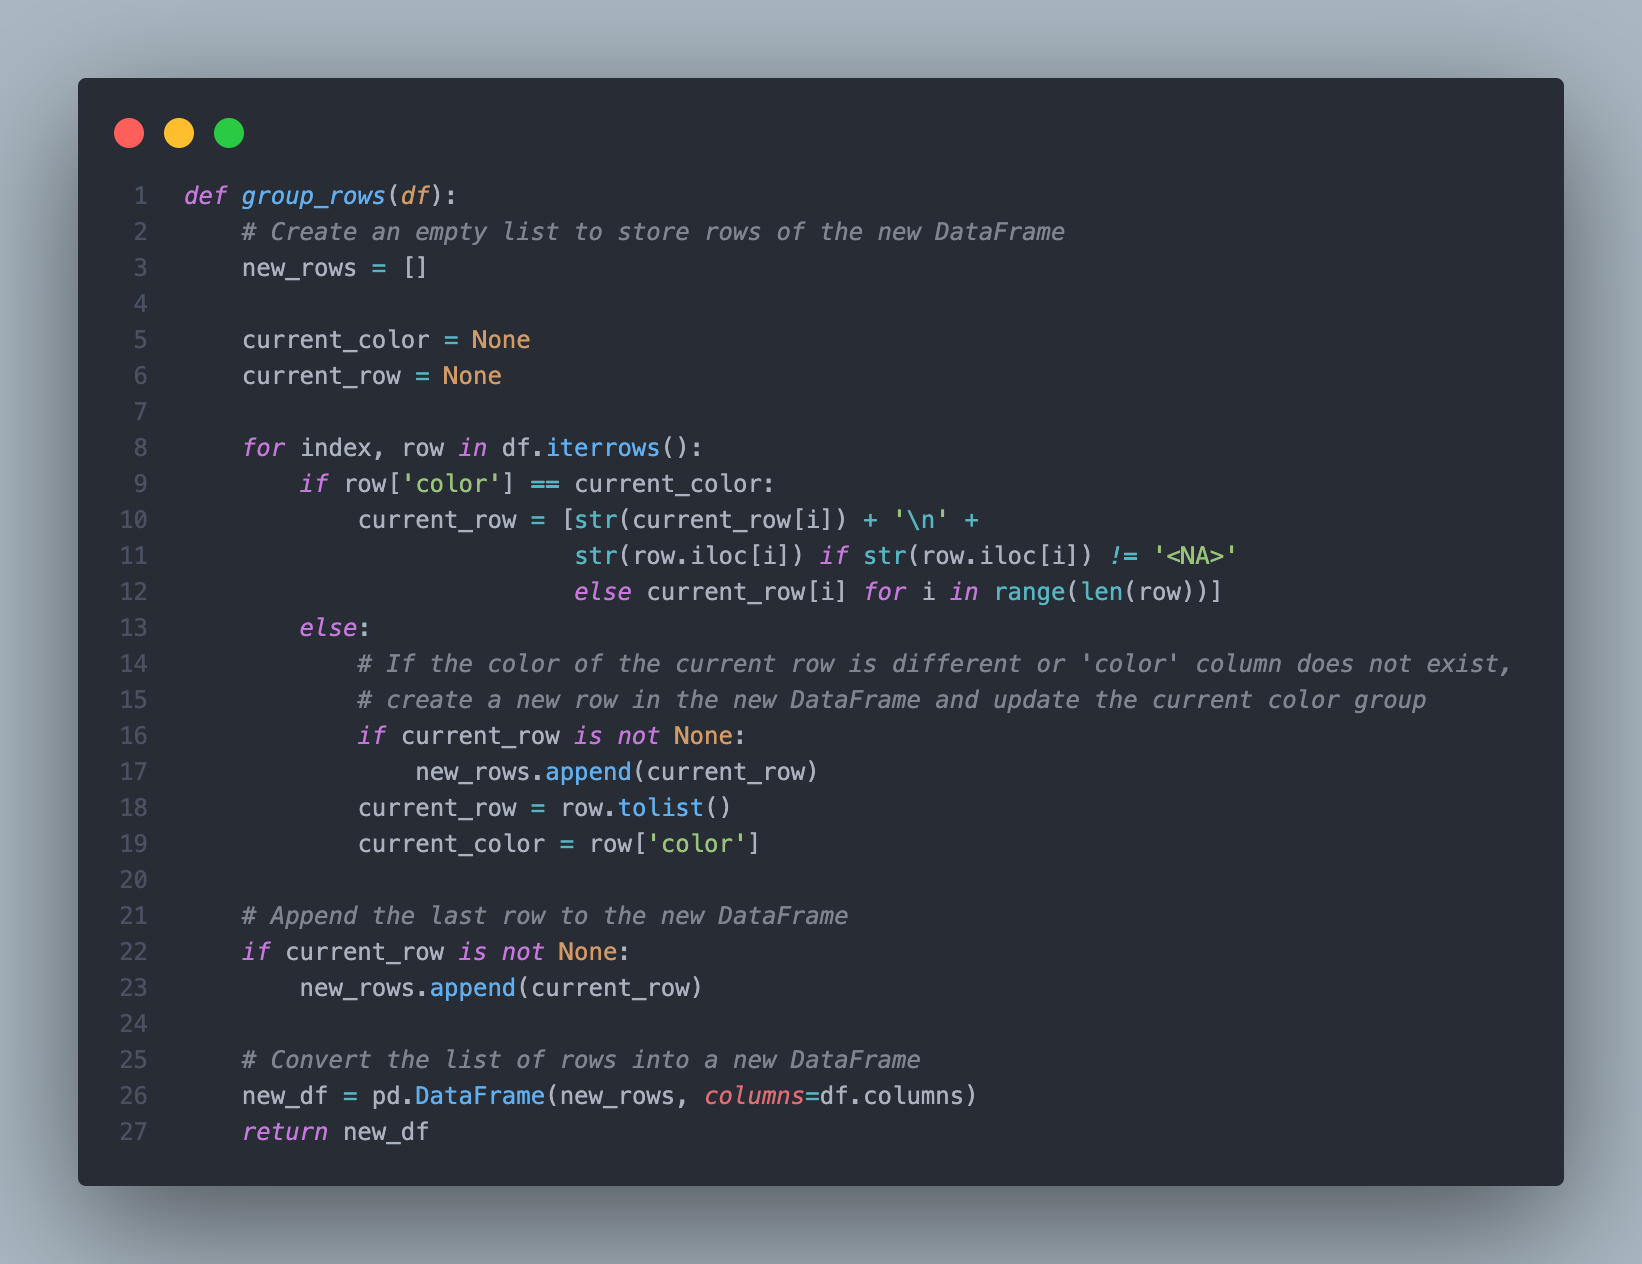 1 def group_rows(df):
2     # Create an empty list to store rows of the new DataFrame
3     new_rows = []
4
5     current_color = None
6     current_row = None
7
8     for index, row in df.iterrows():
9         if row['color'] == current_color:
10             current_row = [str(current_row[i]) + '\n' +
11                            str(row.iloc[i]) if str(row.iloc[i]) != '<NA>'
12                            else current_row[i] for i in range(len(row))]
13         else:
14             # If the color of the current row is different or 'color' column does not exist,
15             # create a new row in the new DataFrame and update the current color group
16             if current_row is not None:
17                 new_rows.append(current_row)
18             current_row = row.tolist()
19             current_color = row['color']
20
21     # Append the last row to the new DataFrame
22     if current_row is not None:
23         new_rows.append(current_row)
24
25     # Convert the list of rows into a new DataFrame
26     new_df = pd.DataFrame(new_rows, columns=df.columns)
27     return new_df